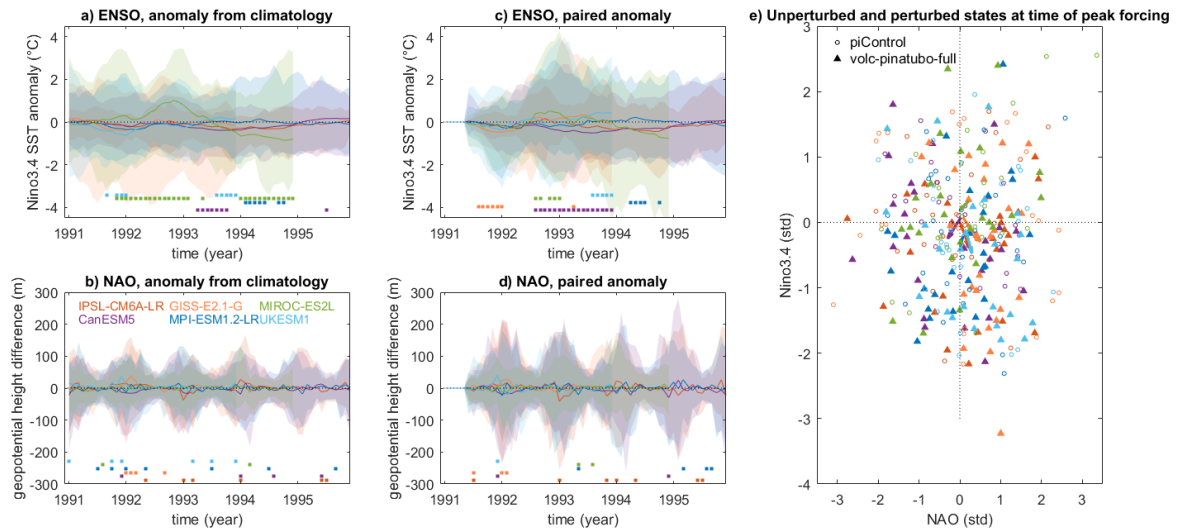 a) ENSO, anomaly from climatology
Nino3.4 SST anomaly (°C)
4
2
0
-2
-4
1991 1992 1993 1994 1995
time (year)
c) ENSO, paired anomaly
Nino3.4 SST anomaly (°C)
4
2
0
-2
-4
1991 1992 1993 1994 1995
time (year)
b) NAO, anomaly from climatology
geopotential height difference (m)
300
200
100
0
-100
-200
-300
IPSL-CM6A-LR GISS-E2.1-G MIROC-ES2L
CanESM5 MPI-ESM1.2-LR UKESM1
1991 1992 1993 1994 1995
time (year)
d) NAO, paired anomaly
geopotential height difference (m)
300
200
100
0
-100
-200
-300
1991 1992 1993 1994 1995
time (year)
e) Unperturbed and perturbed states at time of peak forcing
piControl
volc-pinatubo-full
Nino3.4 (std)
3
2
1
0
-1
-2
-3
-4
-3 -2 -1 0 1 2 3
NAO (std)